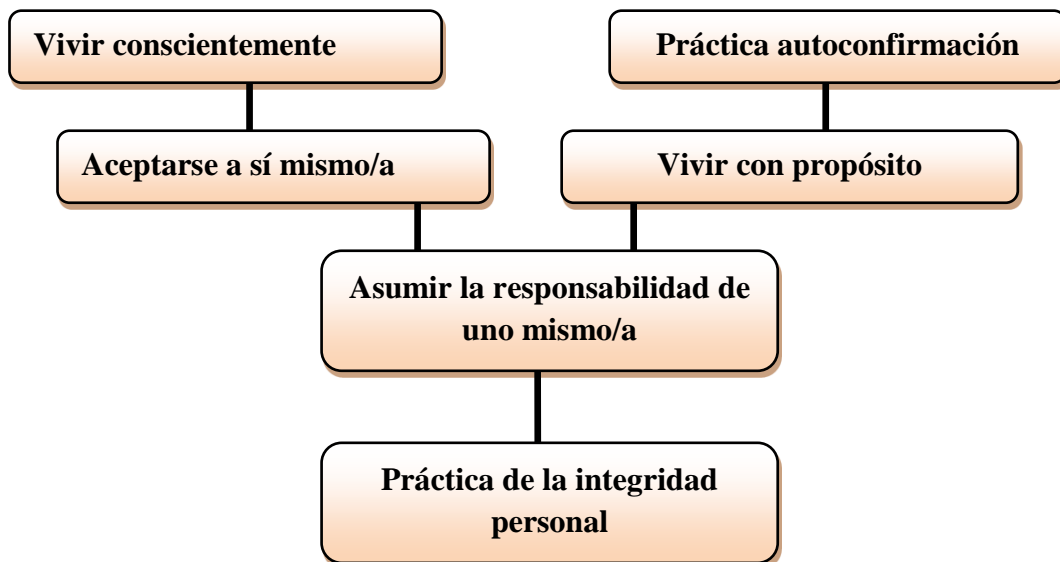 Vivir conscientemente
Práctica autoconfirmación
Aceptarse a sí mismo/a
Vivir con propósito
Asumir la responsabilidad de
uno mismo/a
Práctica de la integridad
personal